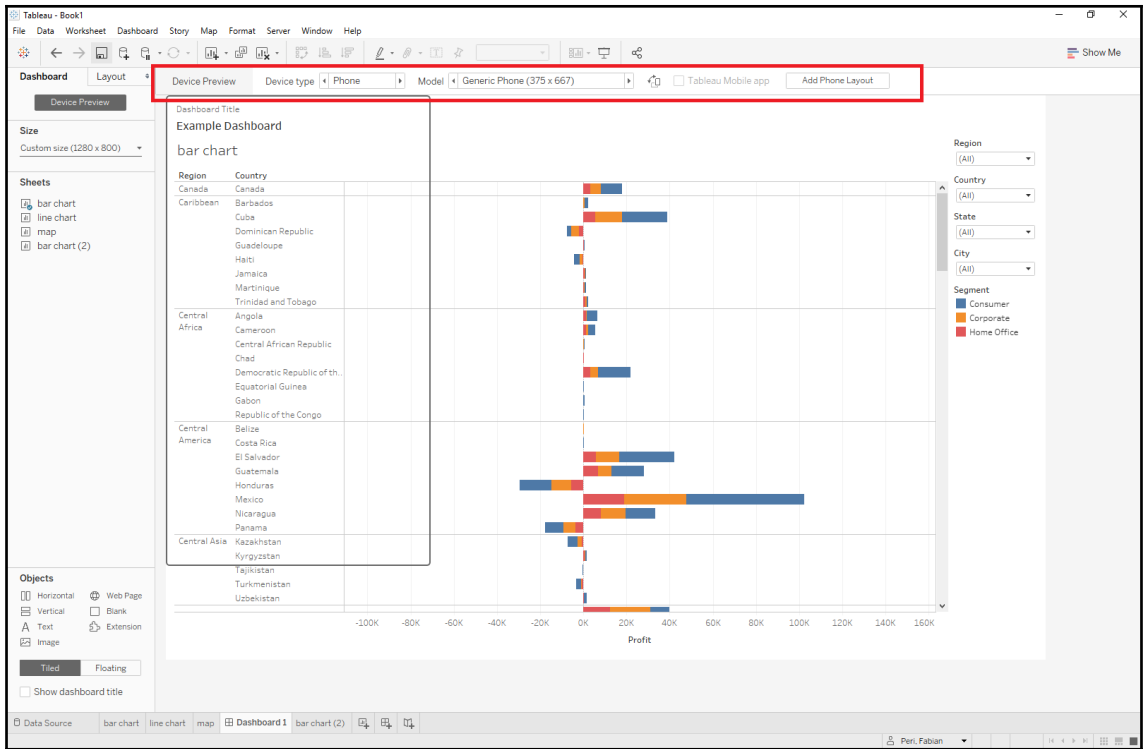 Tableau - Book1
File Data Worksheet Dashboard Story Map Format Server Window Help
Show Me
Dashboard Layout
Device Preview Device type Phone Model Generic Phone (375 x 667) Tableau Mobile app Add Phone Layout
Device Preview
Size
Custom size (1280 x 800)
Sheets
bar chart
line chart
map
bar chart (2)
Objects
Horizontal Web Page
Vertical Blank
Text Extension
Image
Tiled Floating
Show dashboard title
Dashboard Title
Example Dashboard
bar chart
Region Country
Canada Canada
Caribbean Barbados
Cuba
Dominican Republic
Guadeloupe
Haiti
Jamaica
Martinique
Trinidad and Tobago
Central Africa Angola
Cameroon
Central African Republic
Chad
Democratic Republic of th..
Equatorial Guinea
Gabon
Republic of the Congo
Central America Belize
Costa Rica
El Salvador
Guatemala
Honduras
Mexico
Nicaragua
Panama
Central Asia Kazakhstan
Kyrgyzstan
Tajikistan
Turkmenistan
Uzbekistan
-100K -80K -60K -40K -20K 0K 20K 40K 60K 80K 100K 120K 140K 160K
Profit
Region
(All)
Country
(All)
State
(All)
City
(All)
Segment
Consumer
Corporate
Home Office
Data Source bar chart line chart map Dashboard 1 bar chart (2)
Peri, Fabian